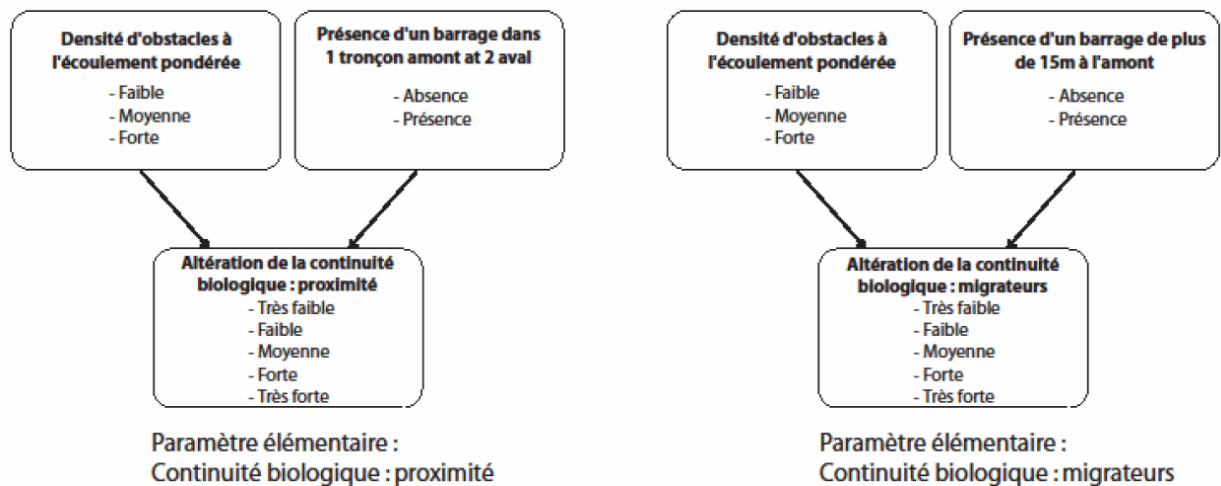 Densité d'obstacles à
l'écoulement pondérée
- Faible
- Moyenne
- Forte
Présence d'un barrage dans
1 tronçon amont at 2 aval
- Absence
- Présence
Altération de la continuité
biologique : proximité
- Très faible
- Faible
- Moyenne
- Forte
- Très forte
Paramètre élémentaire :
Continuité biologique : proximité
Densité d'obstacles à
l'écoulement pondérée
- Faible
- Moyenne
- Forte
Présence d'un barrage de plus
de 15m à l'amont
- Absence
- Présence
Altération de la continuité
biologique : migrateurs
- Très faible
- Faible
- Moyenne
- Forte
- Très forte
Paramètre élémentaire :
Continuité biologique : migrateurs